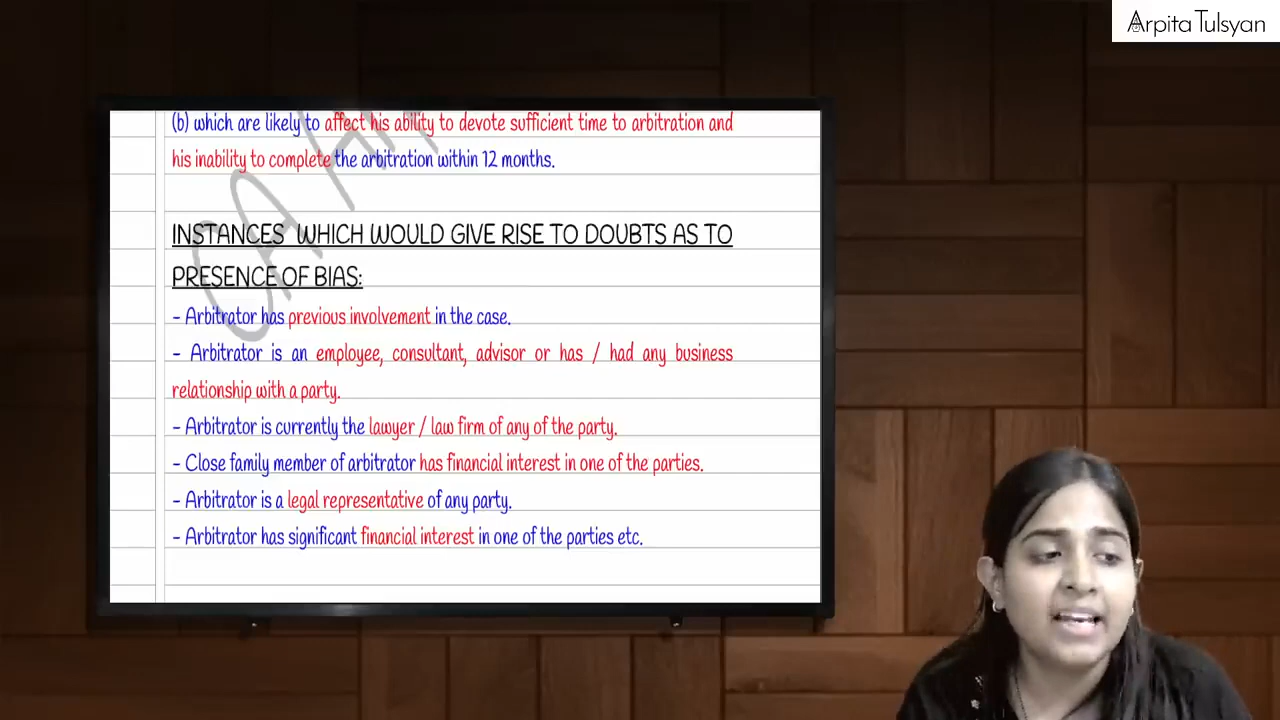 Arpita Tulsyan
(b) which are likely to affect his ability to devote sufficient time to arbitration and
his inability to complete the arbitration within 12 months.
INSTANCES WHICH WOULD GIVE RISE TO DOUBTS AS TO
PRESENCE OF BIAS:
- Arbitrator has previous involvement in the case.
- Arbitrator is an employee, consultant, advisor or has / had any business
relationship with a party.
- Arbitrator is currently the lawyer / law firm of any of the party.
- Close family member of arbitrator has financial interest in one of the parties.
- Arbitrator is a legal representative of any party.
- Arbitrator has significant financial interest in one of the parties etc.
CA